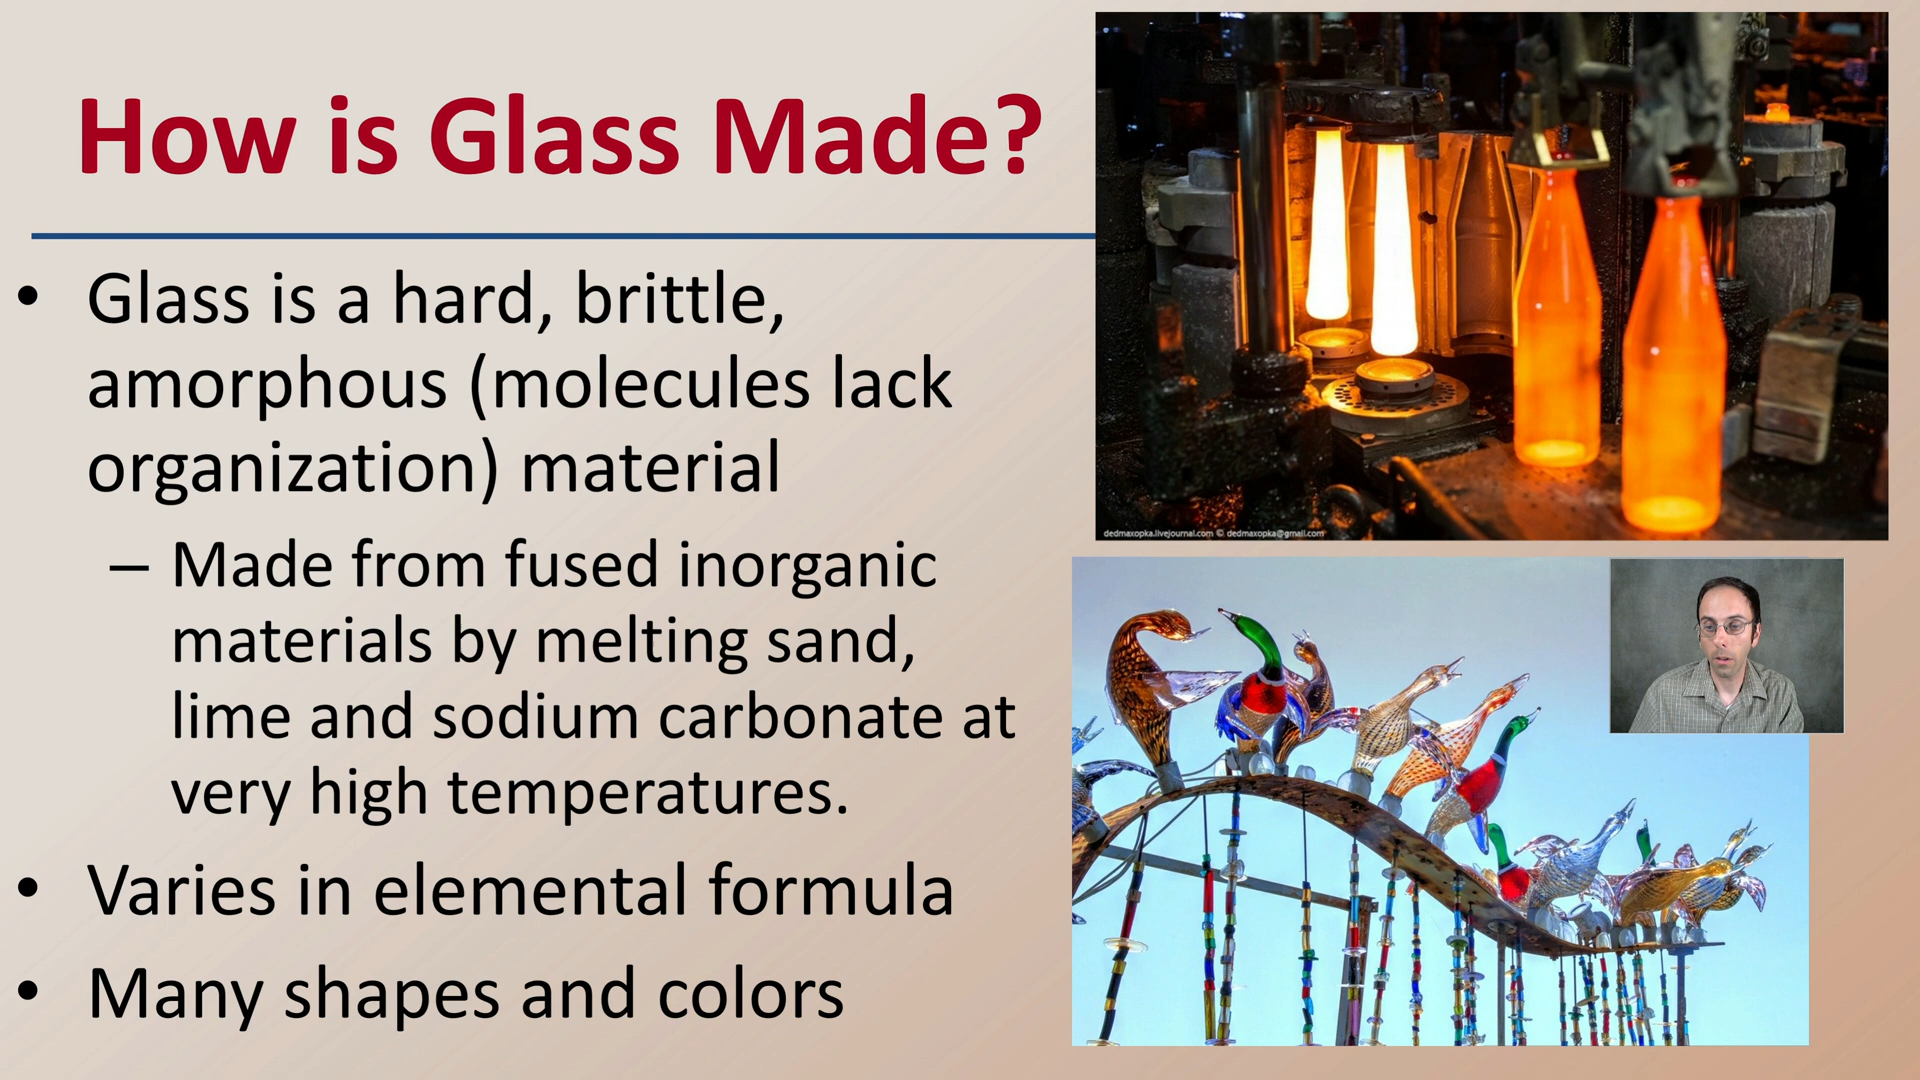 How is Glass Made?
• Glass is a hard, brittle,
amorphous (molecules lack
organization) material
– Made from fused inorganic
materials by melting sand,
lime and sodium carbonate at
very high temperatures.
• Varies in elemental formula
• Many shapes and colors
dedmaxopka.livejournal.com © dedmaxopka@gmail.com